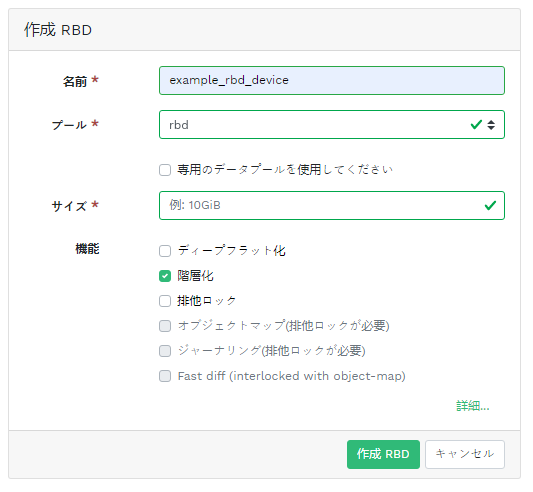 作成 RBD
名前 *
example_rbd_device
プール *
rbd
専用のデータプールを使用してください
サイズ *
例: 10GiB
機能
ディープフラット化
階層化
排他ロック
オブジェクトマップ(排他ロックが必要)
ジャーナリング(排他ロックが必要)
Fast diff (interlocked with object-map)
詳細...
作成 RBD
キャンセル